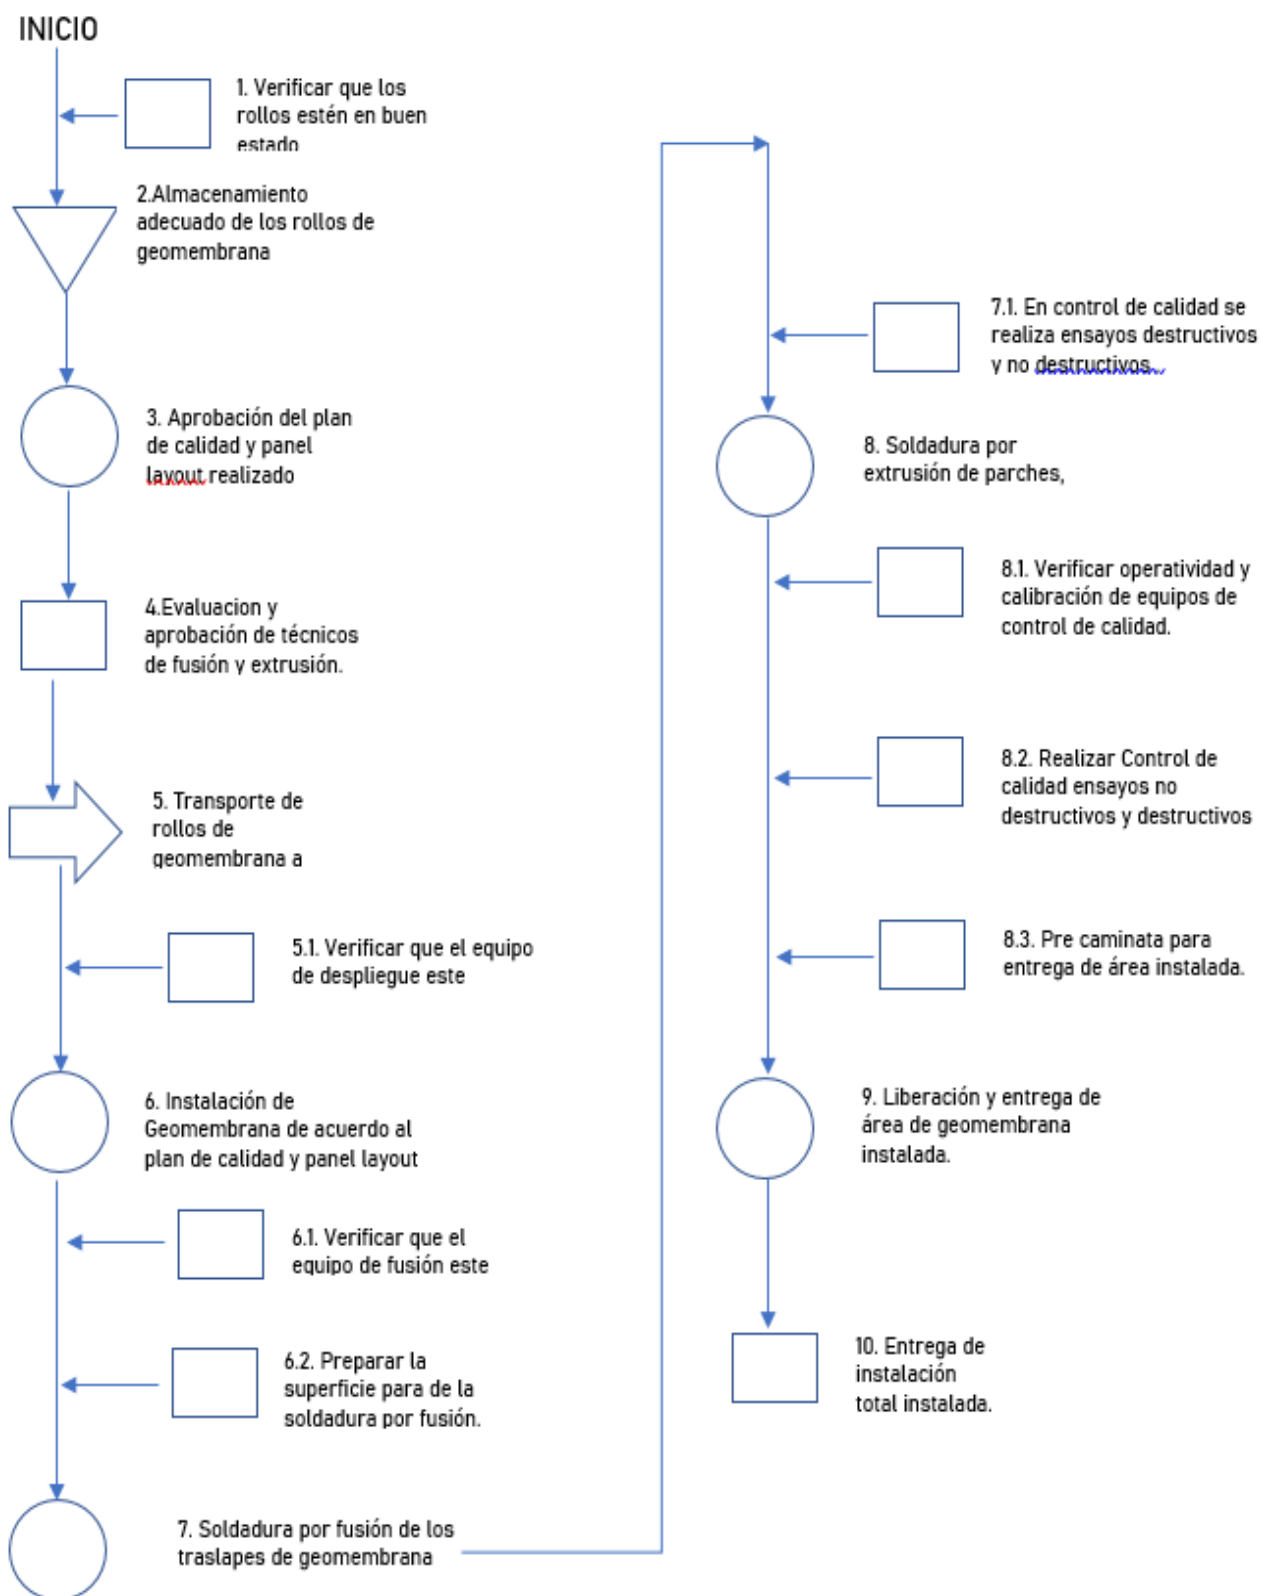 INICIO
1. Verificar que los
rollos estén en buen
estado
2.Almacenamiento
adecuado de los rollos de
geomembrana
3. Aprobación del plan
de calidad y panel
layout realizado
4.Evaluacion y
aprobación de técnicos
de fusión y extrusión.
5. Transporte de
rollos de
geomembrana a
5.1. Verificar que el equipo
de despliegue este
6. Instalación de
Geomembrana de acuerdo al
plan de calidad y panel layout
6.1. Verificar que el
equipo de fusión este
6.2. Preparar la
superficie para de la
soldadura por fusión.
7. Soldadura por fusión de los
traslapes de geomembrana
7.1. En control de calidad se
realiza ensayos destructivos
y no destructivos.
8. Soldadura por
extrusión de parches,
8.1. Verificar operatividad y
calibración de equipos de
control de calidad.
8.2. Realizar Control de
calidad ensayos no
destructivos y destructivos
8.3. Pre caminata para
entrega de área instalada.
9. Liberación y entrega de
área de geomembrana
instalada.
10. Entrega de
instalación
total instalada.